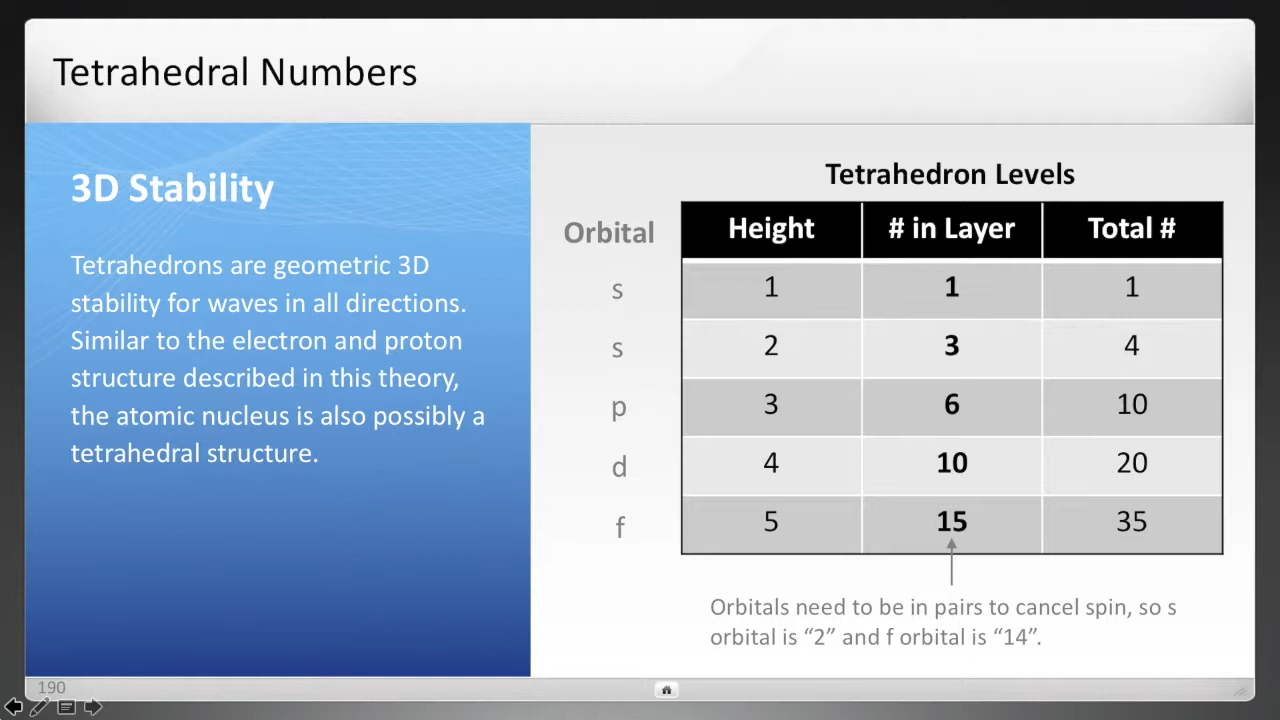 Tetrahedral Numbers
3D Stability
Tetrahedrons are geometric 3D
stability for waves in all directions.
Similar to the electron and proton
structure described in this theory,
the atomic nucleus is also possibly a
tetrahedral structure.
Tetrahedron Levels
Orbital Height # in Layer Total #
s 1 1 1
s 2 3 4
p 3 6 10
d 4 10 20
f 5 15 35
Orbitals need to be in pairs to cancel spin, so s
orbital is “2” and f orbital is “14”.
190